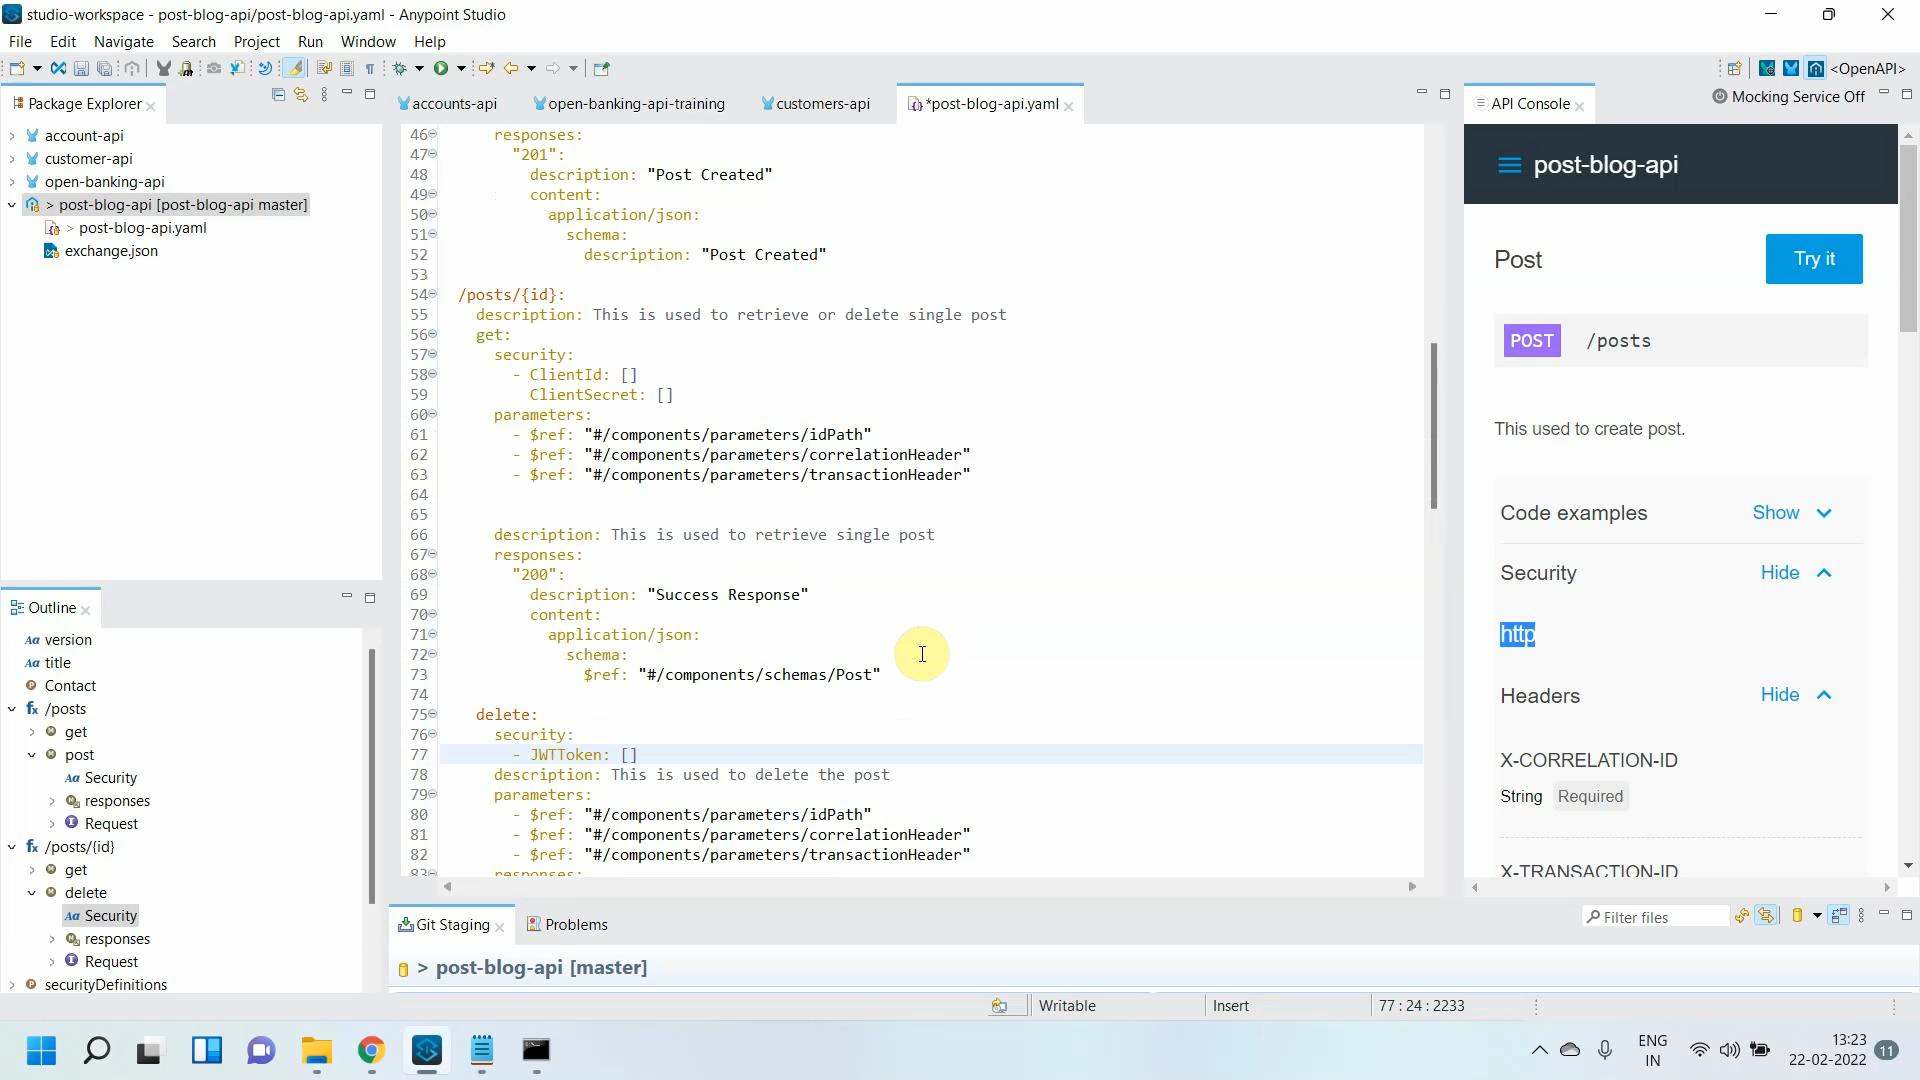 studio-workspace - post-blog-api/post-blog-api.yaml - Anypoint Studio
File Edit Navigate Search Project Run Window Help
<OpenAPI>
Package Explorer
account-api
customer-api
open-banking-api
> post-blog-api [post-blog-api master]
> post-blog-api.yaml
exchange.json
Outline
Aa version
Aa title
Contact
fx /posts
get
post
Aa Security
responses
Request
fx /posts/{id}
get
delete
Aa Security
responses
Request
securityDefinitions
accounts-api open-banking-api-training customers-api *post-blog-api.yaml
46 responses:
47 "201":
48 description: "Post Created"
49 content:
50 application/json:
51 schema:
52 description: "Post Created"
53
54 /posts/{id}:
55 description: This is used to retrieve or delete single post
56 get:
57 security:
58 - ClientId: []
59 ClientSecret: []
60 parameters:
61 - $ref: "#/components/parameters/idPath"
62 - $ref: "#/components/parameters/correlationHeader"
63 - $ref: "#/components/parameters/transactionHeader"
64
65
66 description: This is used to retrieve single post
67 responses:
68 "200":
69 description: "Success Response"
70 content:
71 application/json:
72 schema:
73 $ref: "#/components/schemas/Post"
74
75 delete:
76 security:
77 - JWTToken: []
78 description: This is used to delete the post
79 parameters:
80 - $ref: "#/components/parameters/idPath"
81 - $ref: "#/components/parameters/correlationHeader"
82 - $ref: "#/components/parameters/transactionHeader"
83 responses:
API Console
Mocking Service Off
post-blog-api
Post
Try it
POST /posts
This used to create post.
Code examples Show
Security Hide
http
Headers Hide
X-CORRELATION-ID
String Required
X-TRANSACTION-ID
Git Staging Problems
Filter files
> post-blog-api [master]
Writable Insert 77 : 24 : 2233
ENG
IN
13:23
22-02-2022
11